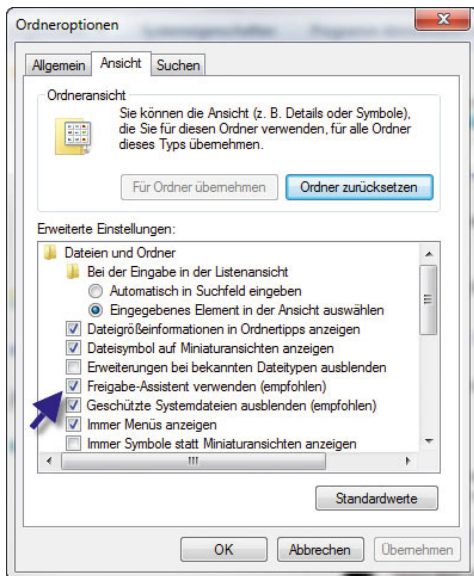 Ordneroptionen
Allgemein Ansicht Suchen
Ordneransicht
Sie können die Ansicht (z. B. Details oder Symbole),
die Sie für diesen Ordner verwenden, für alle Ordner
dieses Typs übernehmen.
Für Ordner übernehmen Ordner zurücksetzen
Erweiterte Einstellungen:
Dateien und Ordner
Bei der Eingabe in der Listenansicht
Automatisch in Suchfeld eingeben
Eingegebenes Element in der Ansicht auswählen
Dateigrößeinformationen in Ordnertipps anzeigen
Dateisymbol auf Miniaturansichten anzeigen
Erweiterungen bei bekannten Dateitypen ausblenden
Freigabe-Assistent verwenden (empfohlen)
Geschützte Systemdateien ausblenden (empfohlen)
Immer Menüs anzeigen
Immer Symbole statt Miniaturansichten anzeigen
Standardwerte
OK Abbrechen Übernehmen